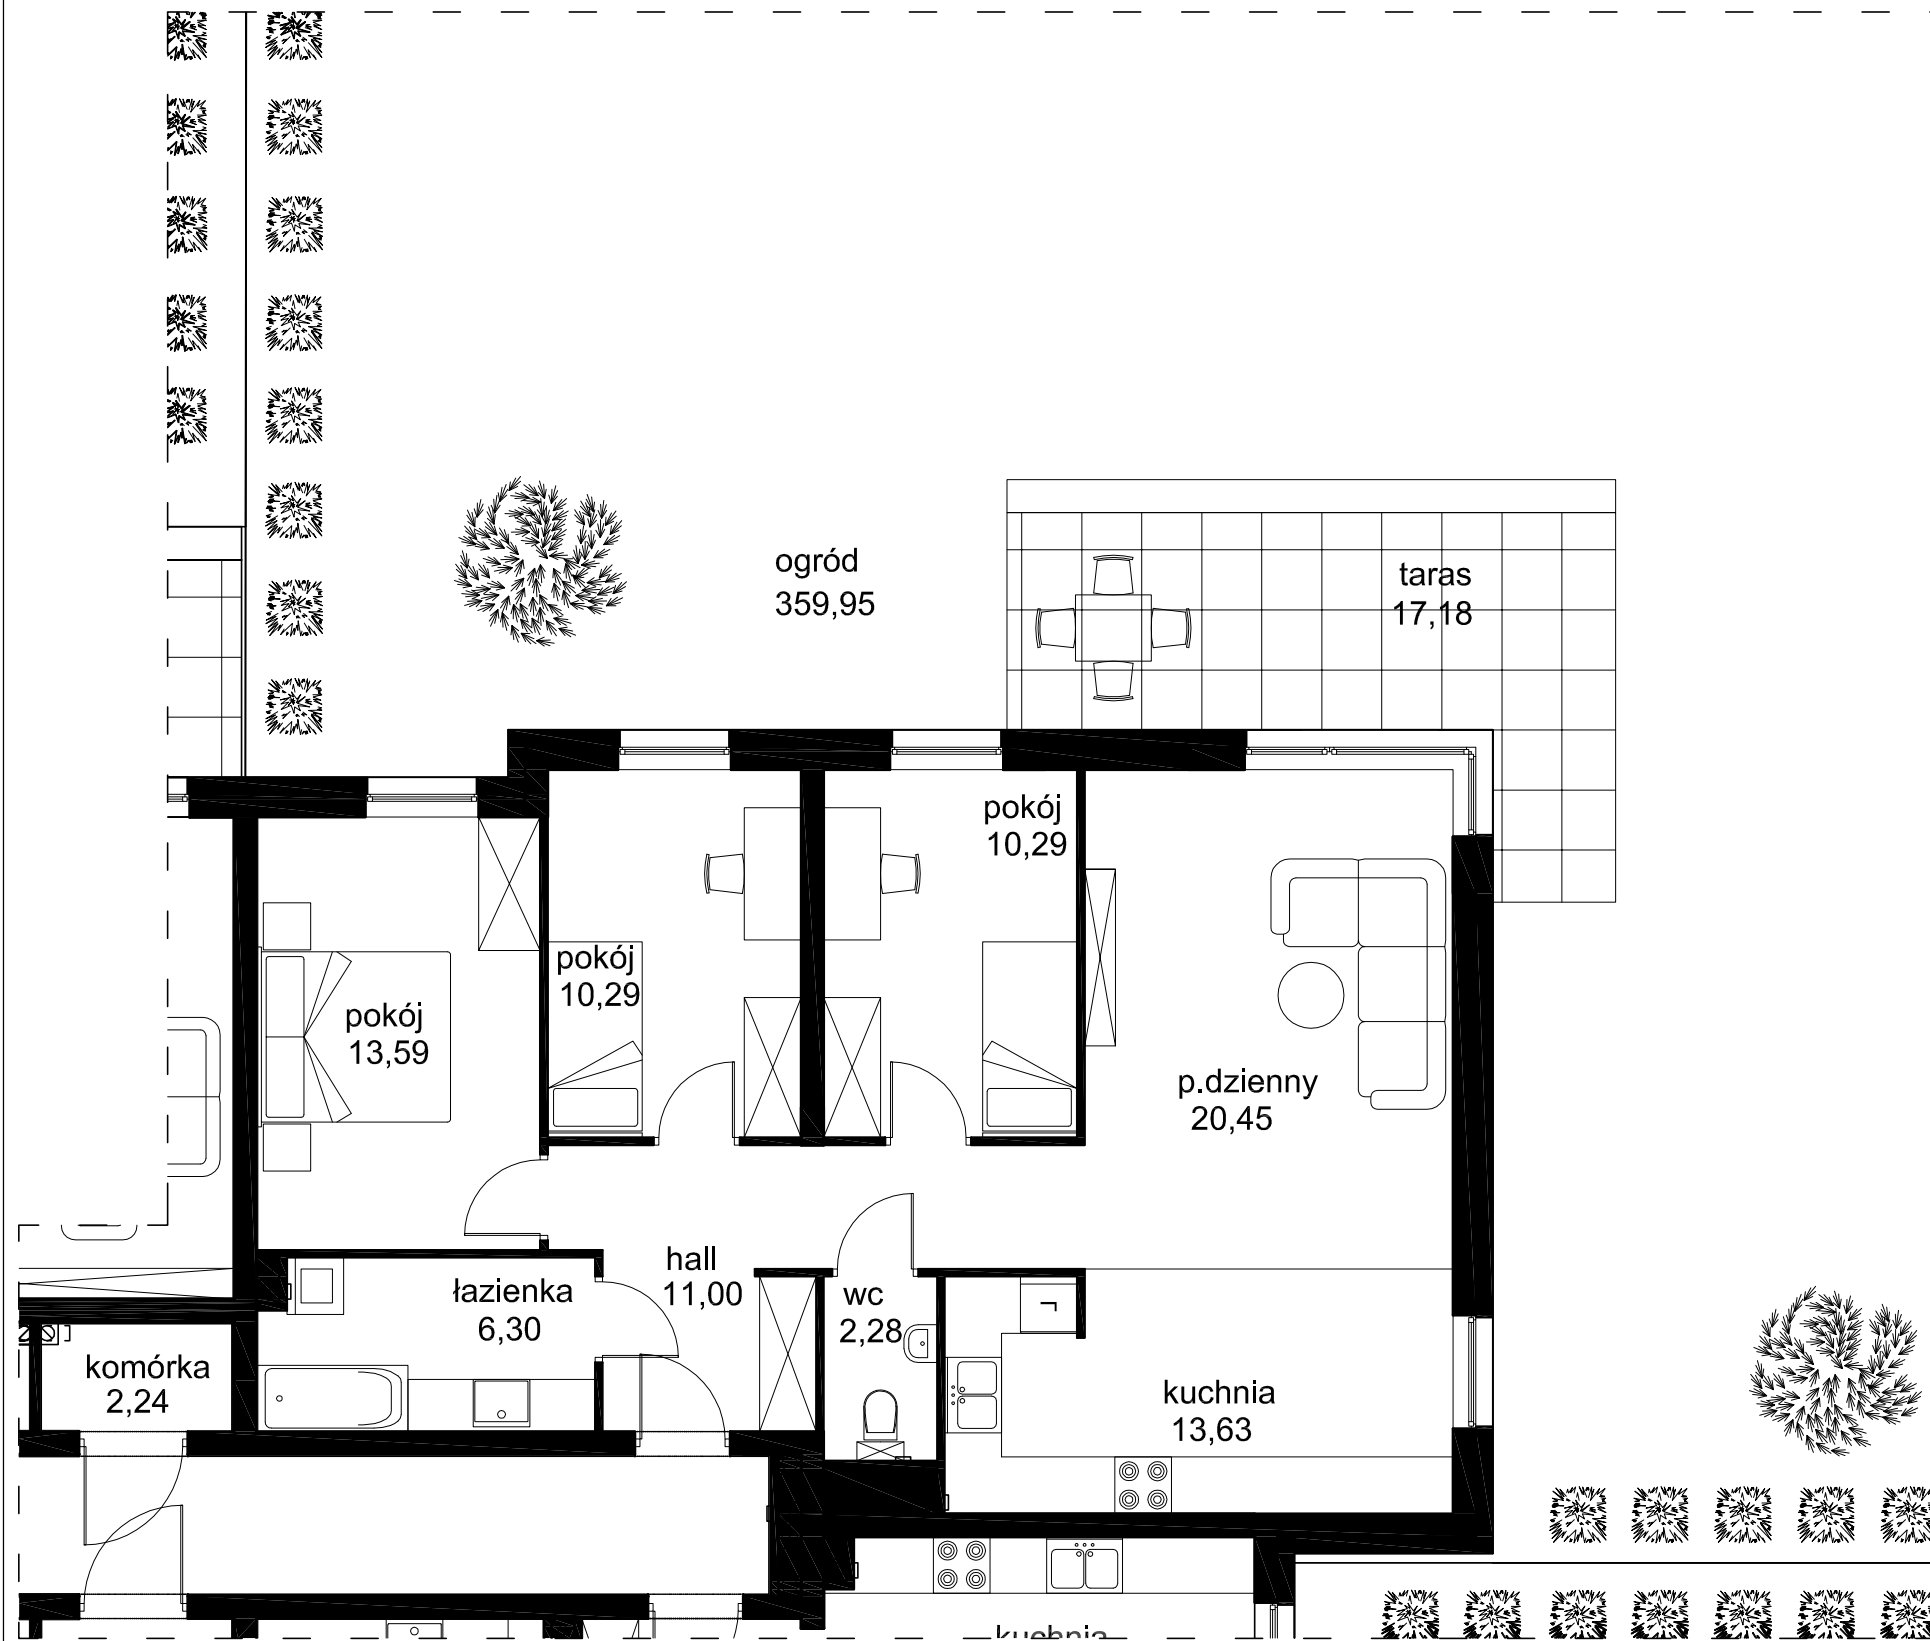 ogród
359,95
taras
17,18
pokój
10,29
pokój
10,29
pokój
13,59
p.dzienny
20,45
hall
11,00
łazienka
6,30
wc
2,28
komórka
2,24
kuchnia
13,63
kuchnia